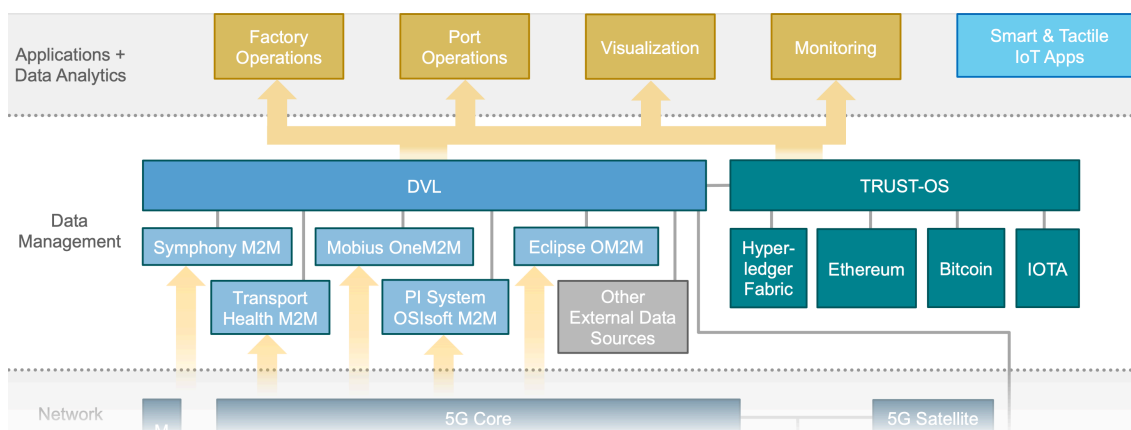 Applications +
Data Analytics
Factory
Operations
Port
Operations
Visualization
Monitoring
Smart & Tactile
IoT Apps
Data
Management
DVL
TRUST-OS
Symphony M2M
Mobius OneM2M
Eclipse OM2M
Transport
Health M2M
PI System
OSIsoft M2M
Other
External Data
Sources
Hyper-
ledger
Fabric
Ethereum
Bitcoin
IOTA
Network
5G Core
5G Satellite